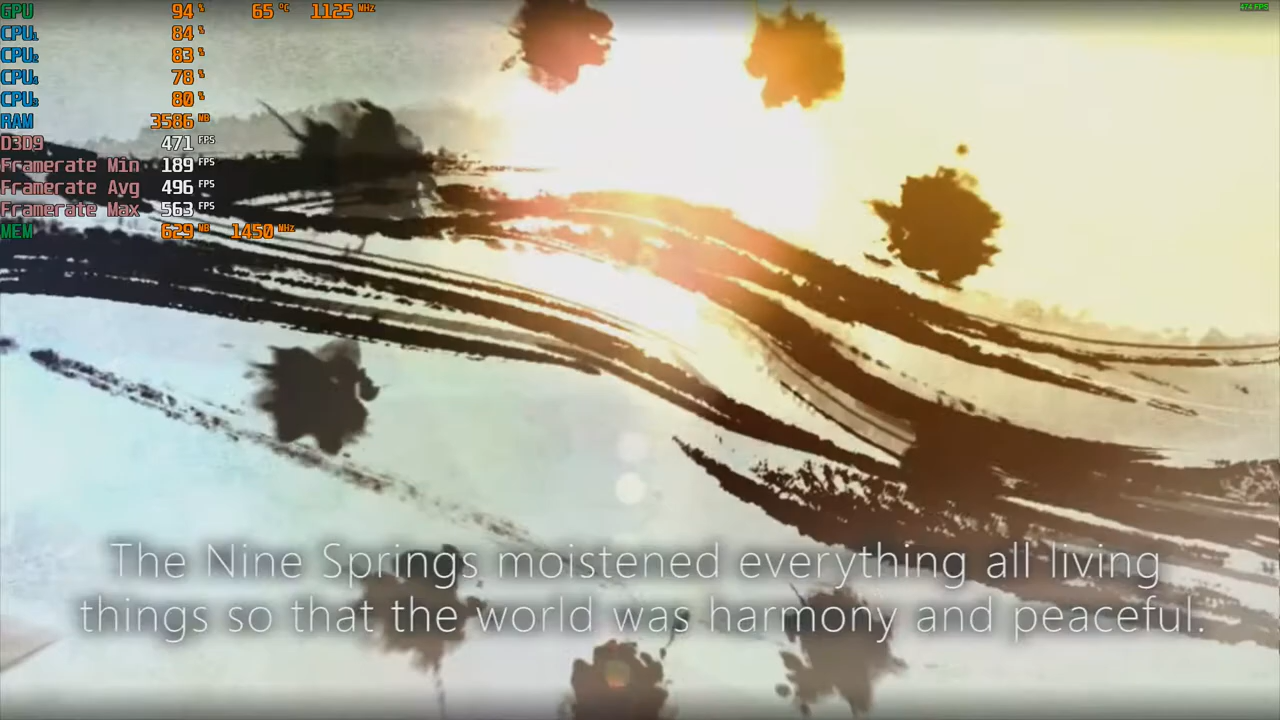 GPU 94 % 65 °C 1125 MHz
CPU1 84 %
CPU2 83 %
CPU4 78 %
CPU3 80 %
RAM 3586 MB
D3D9 471 FPS
Framerate Min 189 FPS
Framerate Avg 496 FPS
Framerate Max 563 FPS
MEM 629 MB 1450 MHz
474 FPS
The Nine Springs moistened everything all living
things so that the world was harmony and peaceful.